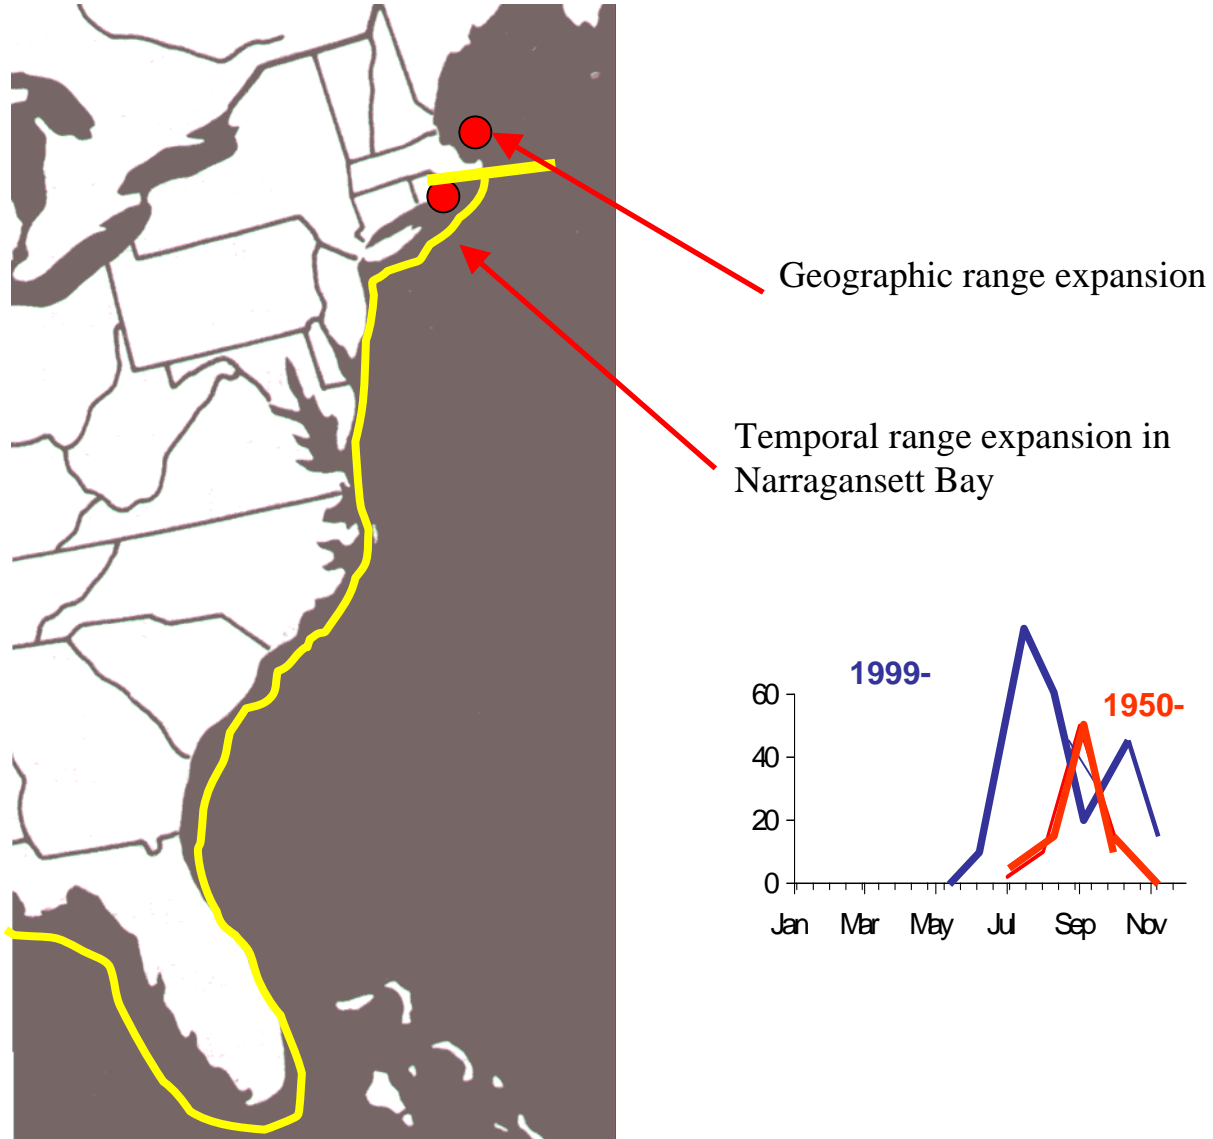 Geographic range expansion
Temporal range expansion in
Narragansett Bay
1999-
1950-
60
40
20
0
Jan Mar May Jul Sep Nov